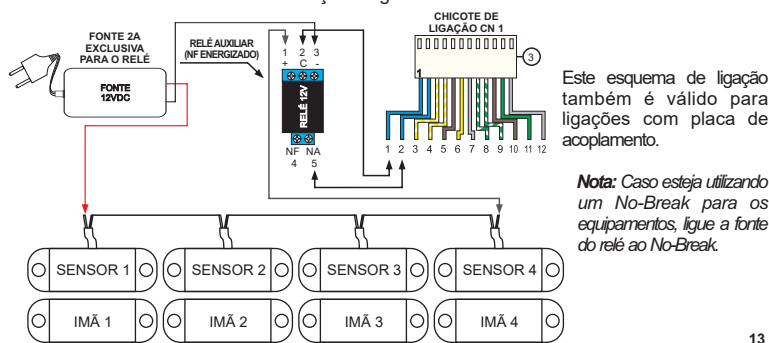 FONTE 2A
EXCLUSIVA
PARA O RELÉ
FONTE
12VDC
RELÉ AUXILIAR
(NF ENERGIZADO)
1 2 3
+ C -
RELÉ 12V
NF NA
4 5
CHICOTE DE
LIGAÇÃO CN 1
3
1
1 2 3 4 5 6 7 8 9 10 11 12
Este esquema de ligação
também é válido para
ligações com placa de
acoplamento.
Nota: Caso esteja utilizando
um No-Break para os
equipamentos, ligue a fonte
do relé ao No-Break.
SENSOR 1 SENSOR 2 SENSOR 3 SENSOR 4
IMÃ 1 IMÃ 2 IMÃ 3 IMÃ 4
13